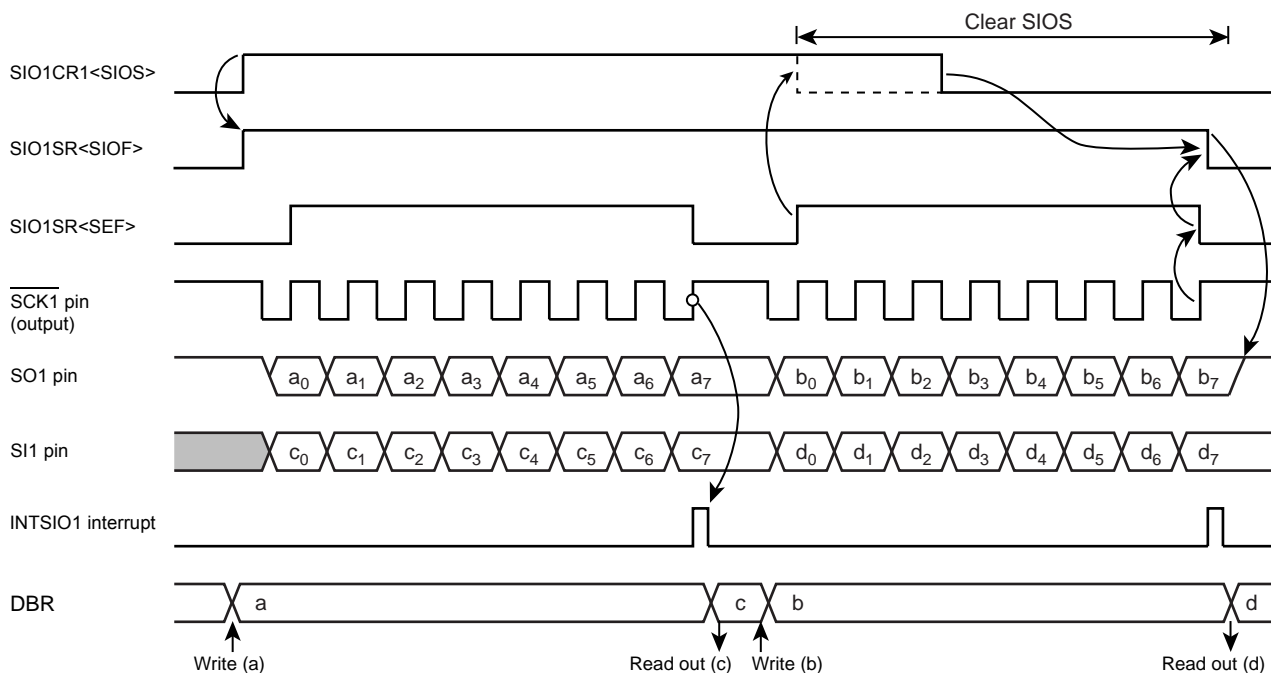 Clear SIOS
SIO1CR1<SIOS>
SIO1SR<SIOF>
SIO1SR<SEF>
SCK1 pin
(output)
SO1 pin a0 a1 a2 a3 a4 a5 a6 a7 b0 b1 b2 b3 b4 b5 b6 b7
SI1 pin c0 c1 c2 c3 c4 c5 c6 c7 d0 d1 d2 d3 d4 d5 d6 d7
INTSIO1 interrupt
DBR a c b d
Write (a) Read out (c) Write (b) Read out (d)